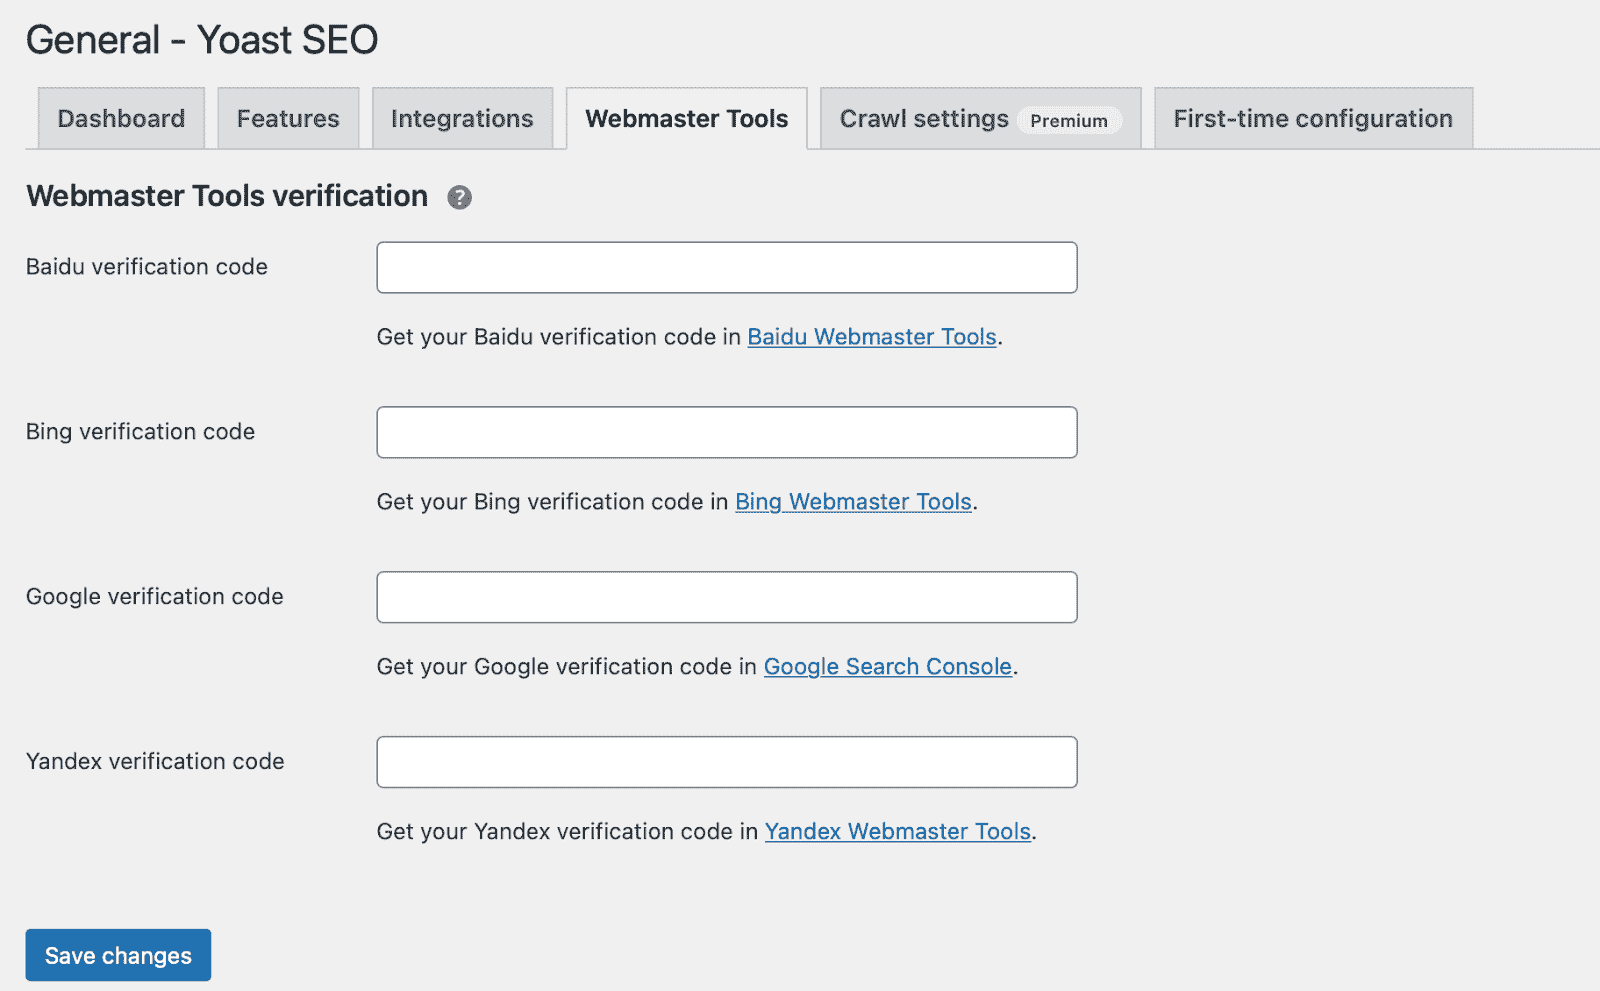 General - Yoast SEO
Dashboard Features Integrations Webmaster Tools Crawl settings Premium First-time configuration
Webmaster Tools verification ?
Baidu verification code
Get your Baidu verification code in Baidu Webmaster Tools.
Bing verification code
Get your Bing verification code in Bing Webmaster Tools.
Google verification code
Get your Google verification code in Google Search Console.
Yandex verification code
Get your Yandex verification code in Yandex Webmaster Tools.
Save changes